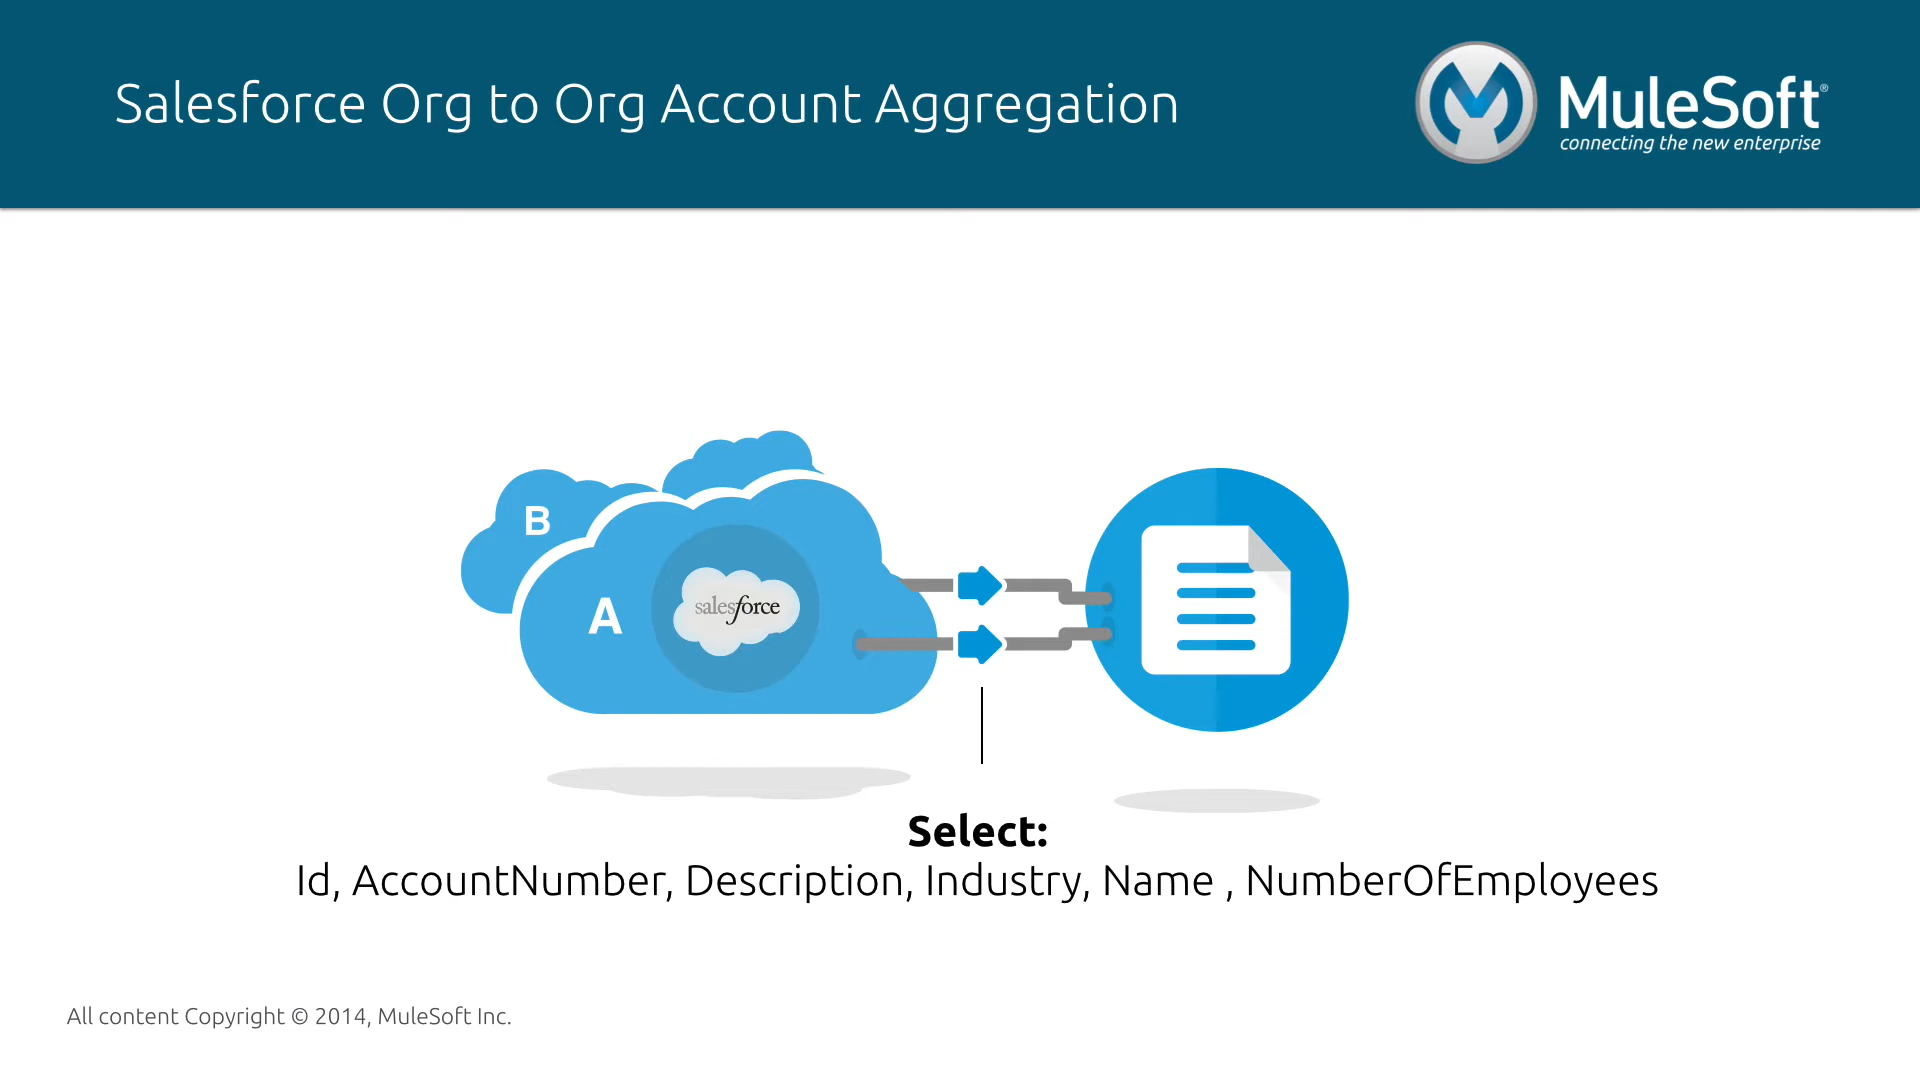 Salesforce Org to Org Account Aggregation
MuleSoft®
connecting the new enterprise
B
A
salesforce
Select:
Id, AccountNumber, Description, Industry, Name , NumberOfEmployees
All content Copyright © 2014, MuleSoft Inc.